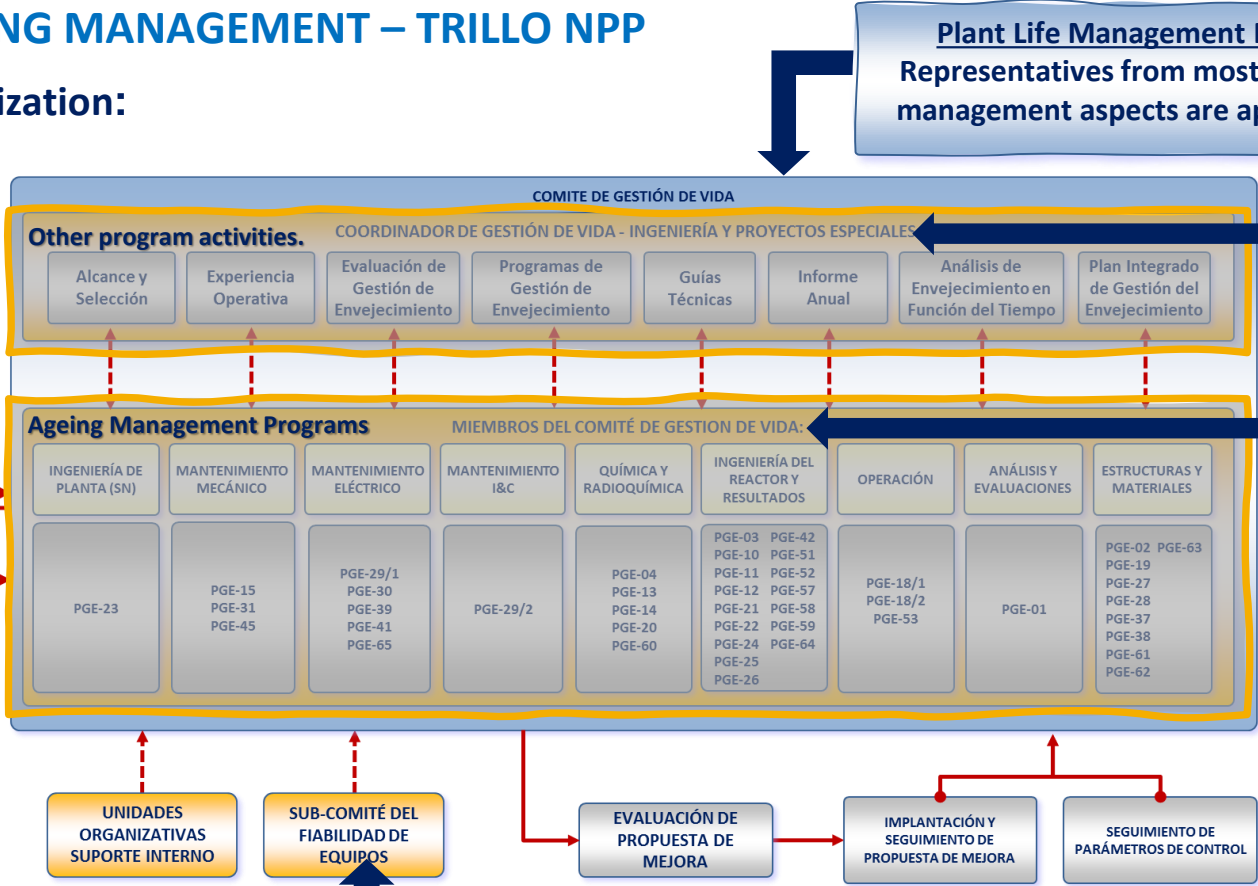 NG MANAGEMENT – TRILLO NPP
ization:
Plant Life Management
Representatives from most
management aspects are ap
COMITE DE GESTIÓN DE VIDA
Other program activities.
COORDINADOR DE GESTIÓN DE VIDA - INGENIERÍA Y PROYECTOS ESPECIALES
Alcance y
Selección
Experiencia
Operativa
Evaluación de
Gestión de
Envejecimiento
Programas de
Gestión de
Envejecimiento
Guías
Técnicas
Informe
Anual
Análisis de
Envejecimiento en
Función del Tiempo
Plan Integrado
de Gestión del
Envejecimiento
Ageing Management Programs
MIEMBROS DEL COMITÉ DE GESTION DE VIDA:
INGENIERÍA DE
PLANTA (SN)
MANTENIMIENTO
MECÁNICO
MANTENIMIENTO
ELÉCTRICO
MANTENIMIENTO
I&C
QUÍMICA Y
RADIOQUÍMICA
INGENIERÍA DEL
REACTOR Y
RESULTADOS
OPERACIÓN
ANÁLISIS Y
EVALUACIONES
ESTRUCTURAS Y
MATERIALES
PGE-23
PGE-15
PGE-31
PGE-45
PGE-29/1
PGE-30
PGE-39
PGE-41
PGE-65
PGE-29/2
PGE-04
PGE-13
PGE-14
PGE-20
PGE-60
PGE-03 PGE-42
PGE-10 PGE-51
PGE-11 PGE-52
PGE-12 PGE-57
PGE-21 PGE-58
PGE-22 PGE-59
PGE-24 PGE-64
PGE-25
PGE-26
PGE-18/1
PGE-18/2
PGE-53
PGE-01
PGE-02 PGE-63
PGE-19
PGE-27
PGE-28
PGE-37
PGE-38
PGE-61
PGE-62
UNIDADES
ORGANIZATIVAS
SUPORTE INTERNO
SUB-COMITÉ DEL
FIABILIDAD DE
EQUIPOS
EVALUACIÓN DE
PROPUESTA DE
MEJORA
IMPLANTACIÓN Y
SEGUIMIENTO DE
PROPUESTA DE MEJORA
SEGUIMIENTO DE
PARÁMETROS DE CONTROL